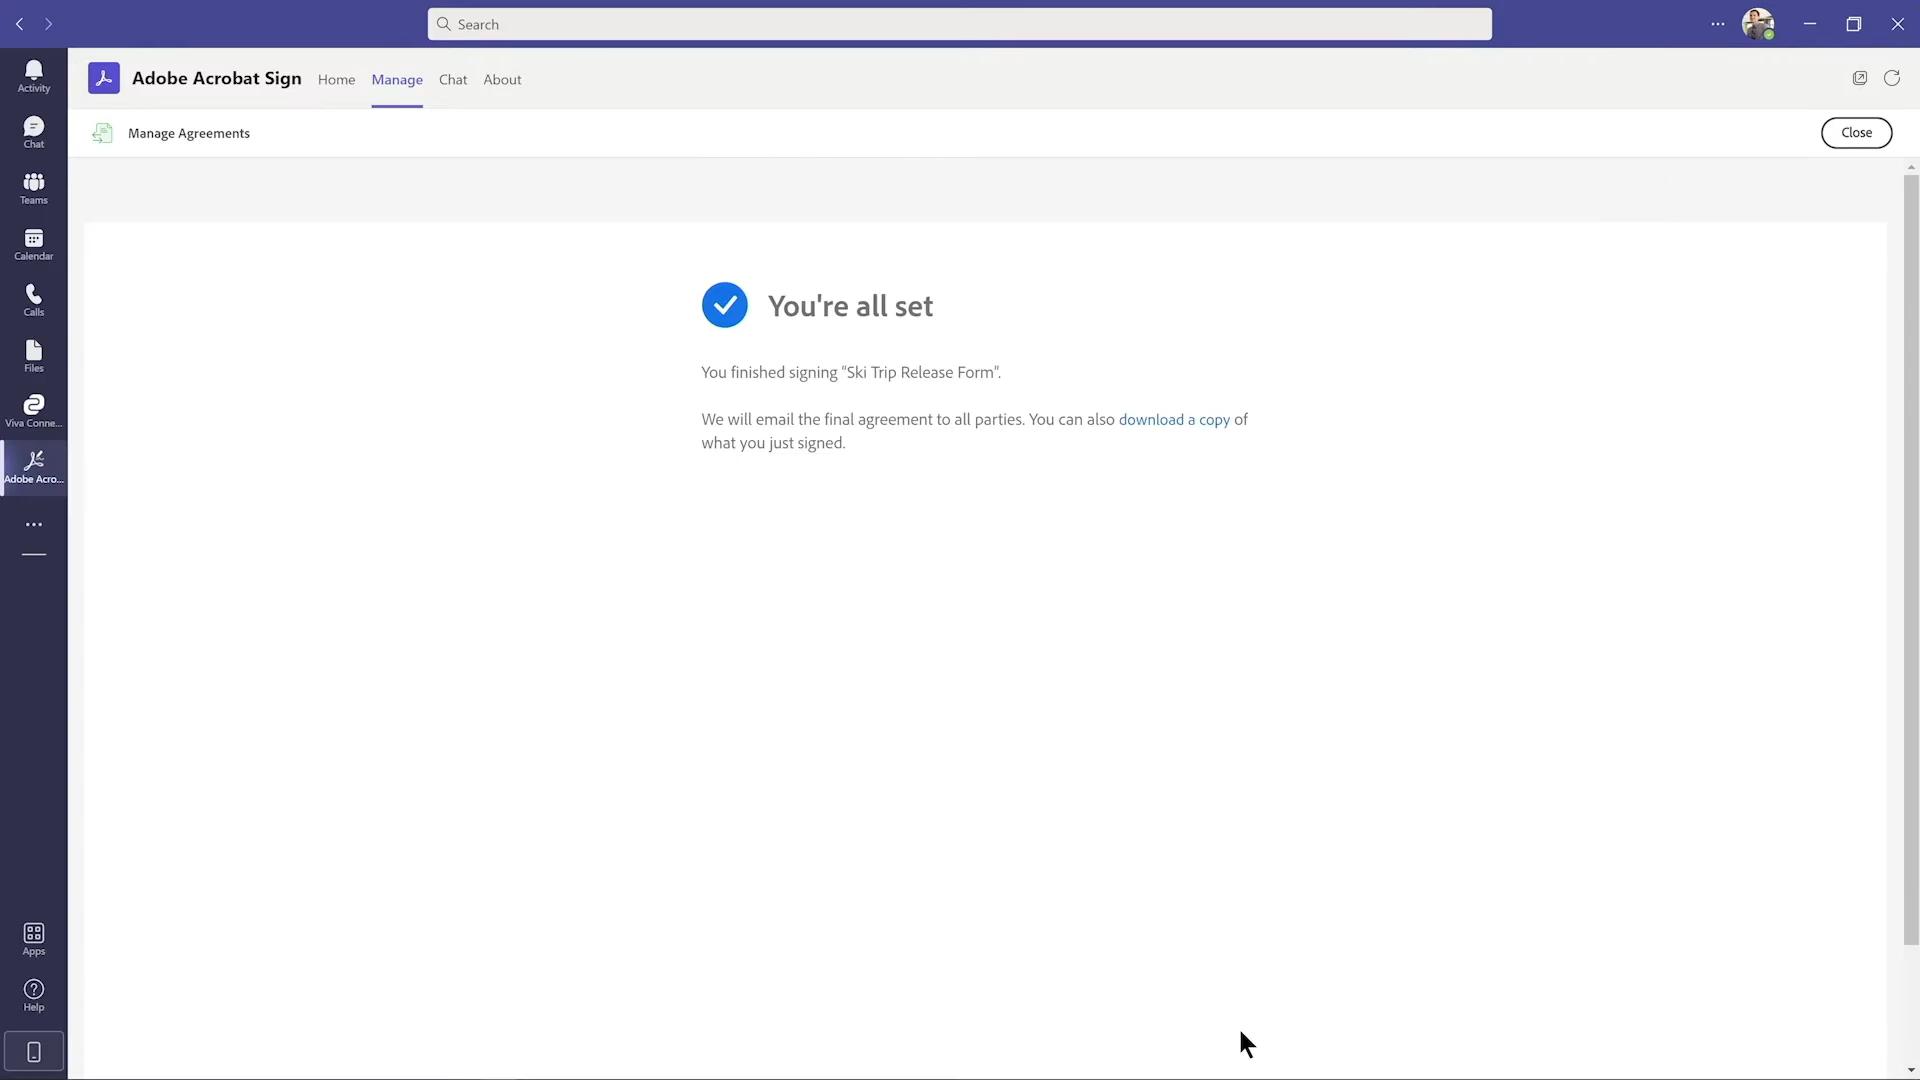 Search
Activity
Chat
Teams
Calendar
Calls
Files
Viva Conne...
Adobe Acro...
Apps
Help
Adobe Acrobat Sign Home Manage Chat About
Manage Agreements
Close
You're all set
You finished signing “Ski Trip Release Form”.
We will email the final agreement to all parties. You can also download a copy of
what you just signed.